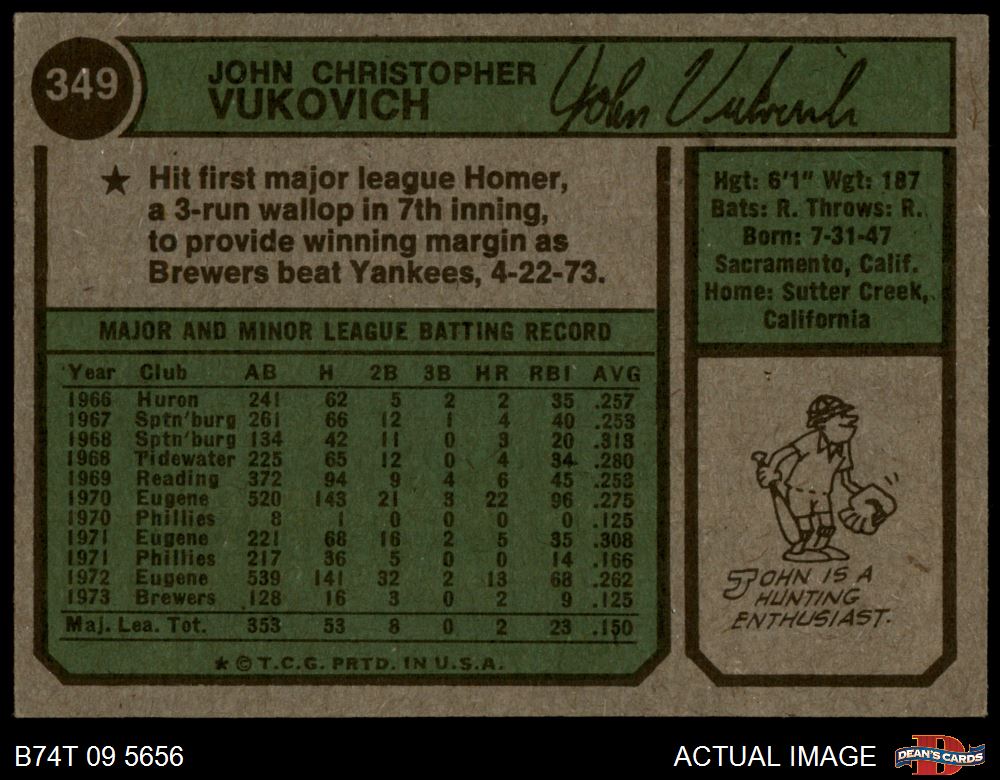 349
JOHN CHRISTOPHER
VUKOVICH
John Vukovich
★ Hit first major league Homer,
a 3-run wallop in 7th inning,
to provide winning margin as
Brewers beat Yankees, 4-22-73.
Hgt: 6'1" Wgt: 187
Bats: R. Throws: R.
Born: 7-31-47
Sacramento, Calif.
Home: Sutter Creek,
California
MAJOR AND MINOR LEAGUE BATTING RECORD
Year Club AB H 2B 3B HR RBI AVG
1966 Huron 241 62 5 2 2 35 .257
1967 Sptn'burg 261 66 12 1 4 40 .253
1968 Sptn'burg 134 42 11 0 3 20 .313
1968 Tidewater 225 65 12 0 4 34 .280
1969 Reading 372 94 9 4 6 45 .253
1970 Eugene 520 143 21 3 22 96 .275
1970 Phillies 8 1 0 0 0 0 .125
1971 Eugene 221 68 16 2 5 35 .308
1971 Phillies 217 36 5 0 0 14 .166
1972 Eugene 539 141 32 2 13 68 .262
1973 Brewers 128 16 3 0 2 9 .125
Maj. Lea. Tot. 353 53 8 0 2 23 .150
★ © T.C.G. PRTD. IN U.S.A.
JOHN IS A
HUNTING
ENTHUSIAST.
B74T 09 5656
ACTUAL IMAGE
DEAN'S CARDS